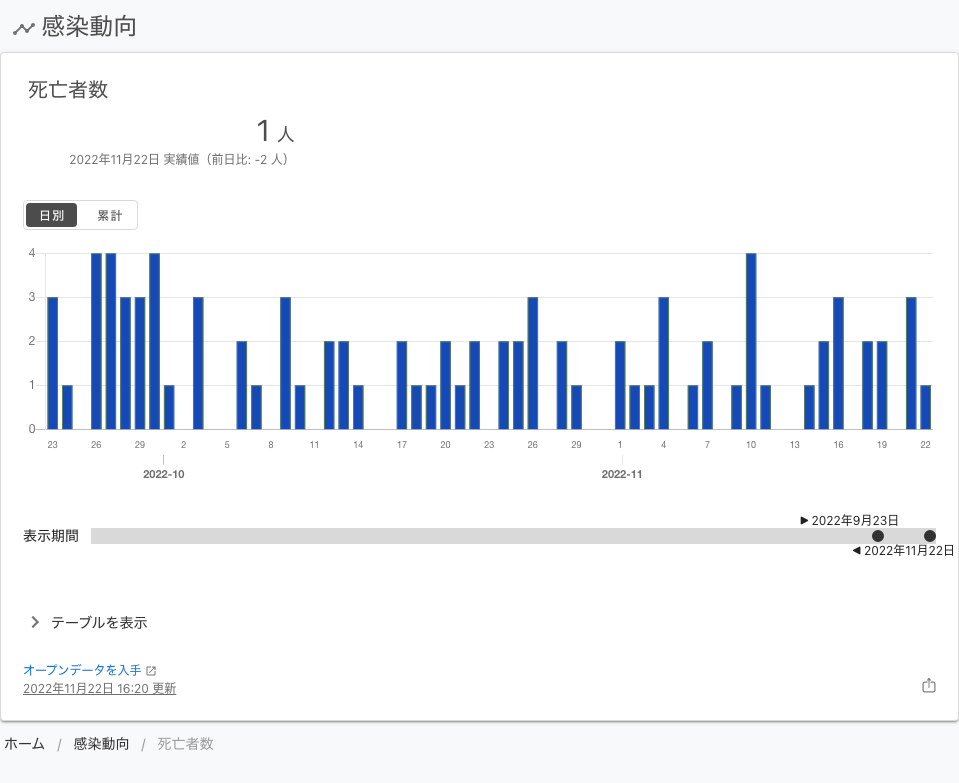 感染動向
死亡者数
1 人
2022年11月22日 実績値（前日比: -2 人）
日別 累計
4
3
2
1
0
23 26 29 2 5 8 11 14 17 20 23 26 29 1 4 7 10 13 16 19 22
2022-10 2022-11
2022年9月23日
表示期間
2022年11月22日
テーブルを表示
オープンデータを入手
2022年11月22日 16:20 更新
ホーム / 感染動向 / 死亡者数